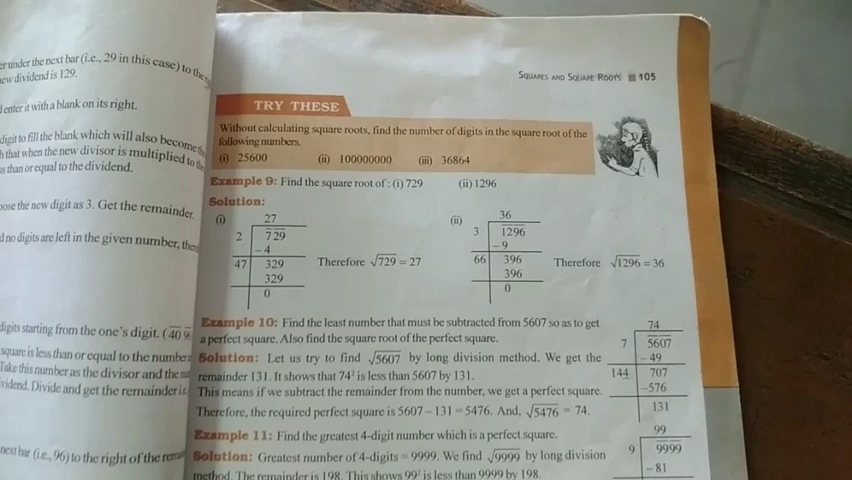 er under the next bar (i.e., 29 in this case) to the
new dividend is 129.
enter it with a blank on its right.
digit to fill the blank which will also become
h that when the new divisor is multiplied to
ss than or equal to the dividend.
ose the new digit as 3. Get the remainder.
d no digits are left in the given number,
digits starting from the one's digit. (
square is less than or equal to the number
Take this number as the divisor and the
vidend. Divide and get the remainder i.
next bar (i.e., 96) to the right of the
SQUARES AND SQUARE ROOTS 105
TRY THESE
Without calculating square roots, find the number of digits in the square root of the
following numbers.
(i) 25600 (ii) 100000000 (iii) 36864
Example 9: Find the square root of : (i) 729 (ii) 1296
Solution:
(i)
27
2 729
– 4
47 329
329
0
Therefore √729 = 27
(ii)
36
3 1296
– 9
66 396
396
0
Therefore √1296 = 36
Example 10: Find the least number that must be subtracted from 5607 so as to get
a perfect square. Also find the square root of the perfect square.
Solution: Let us try to find √5607 by long division method. We get the
remainder 131. It shows that 74² is less than 5607 by 131.
This means if we subtract the remainder from the number, we get a perfect square.
Therefore, the required perfect square is 5607 – 131 = 5476. And, √5476 = 74.
74
7 5607
– 49
144 707
–576
131
Example 11: Find the greatest 4-digit number which is a perfect square.
Solution: Greatest number of 4-digits = 9999. We find √9999 by long division
method. The remainder is 198. This shows 99² is less than 9999 by 198.
99
9 9999
– 81